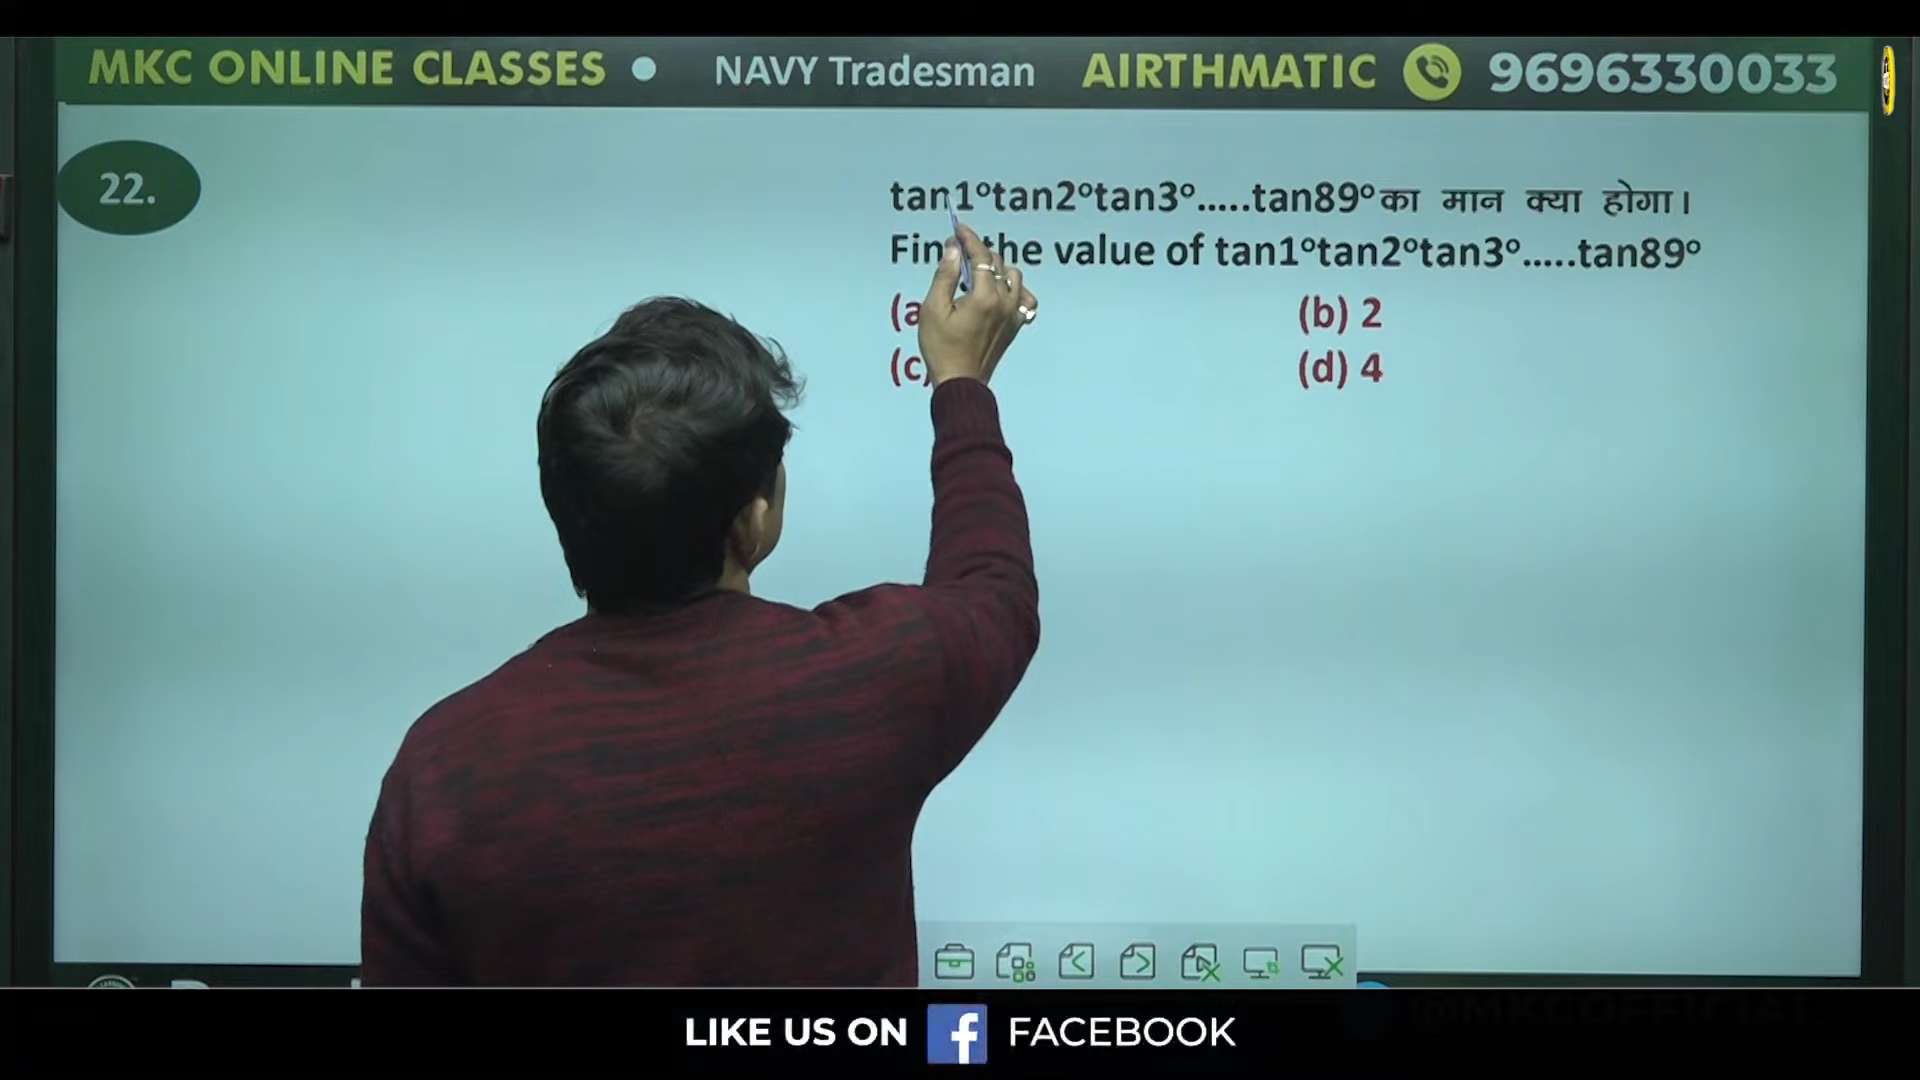 MKC ONLINE CLASSES • NAVY Tradesman AIRTHMATIC 9696330033
22.
tan1°tan2°tan3°.....tan89° का मान क्या होगा।
the value of tan1°tan2°tan3°.....tan89°
(b) 2
(d) 4
LIKE US ON f FACEBOOK